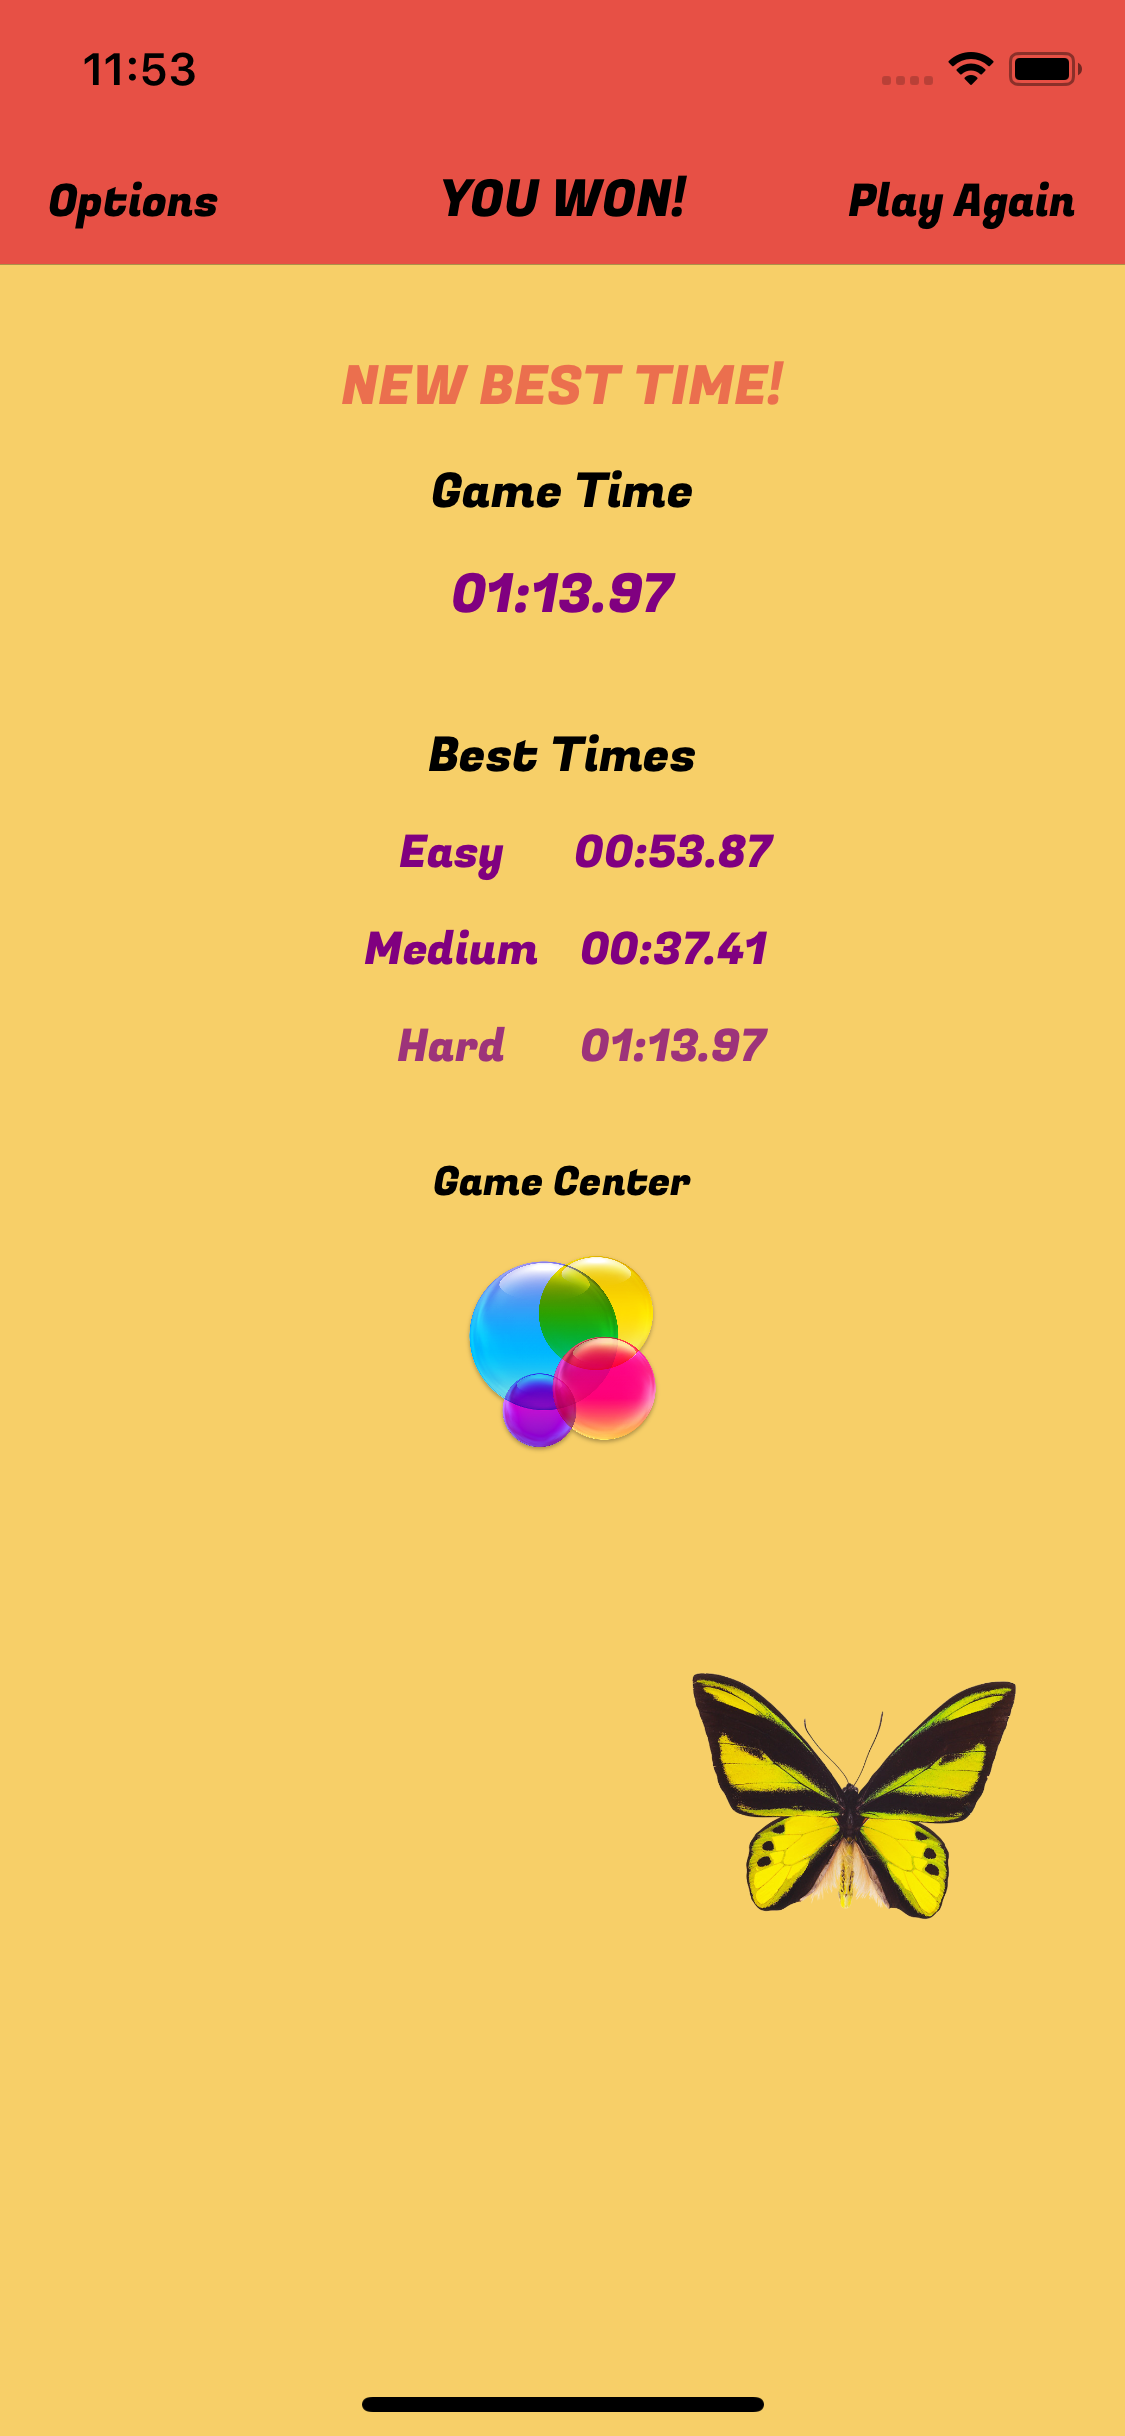 11:53
Options YOU WON! Play Again
NEW BEST TIME!
Game Time
01:13.97
Best Times
Easy 00:53.87
Medium 00:37.41
Hard 01:13.97
Game Center